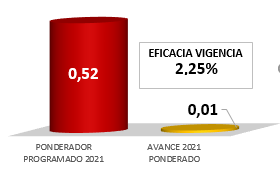 0,52
EFICACIA VIGENCIA
2,25%
0,01
PONDERADOR
PROGRAMADO 2021
AVANCE 2021
PONDERADO